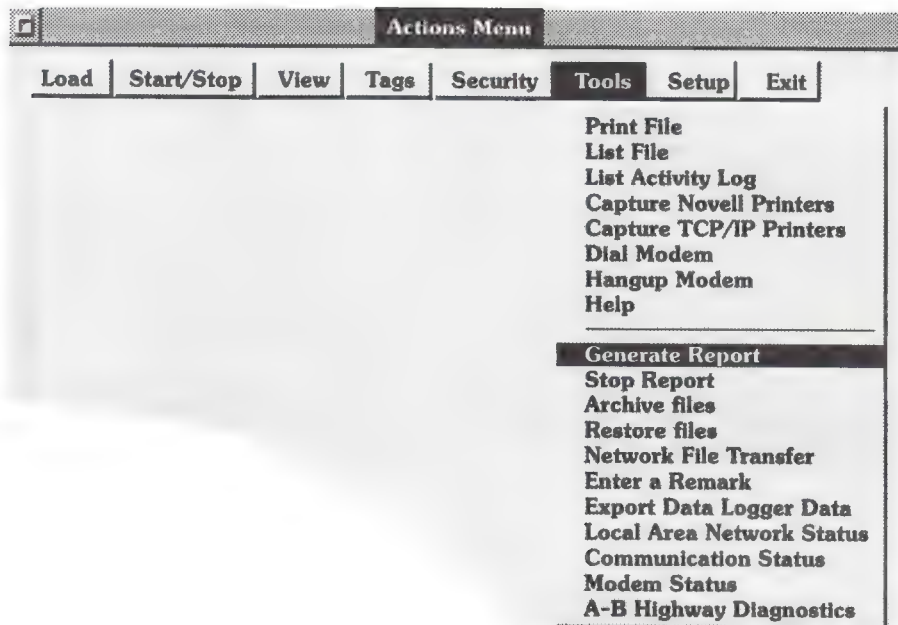 Actions Menu
Load Start/Stop View Tags Security Tools Setup Exit
Print File
List File
List Activity Log
Capture Novell Printers
Capture TCP/IP Printers
Dial Modem
Hangup Modem
Help
Generate Report
Stop Report
Archive files
Restore files
Network File Transfer
Enter a Remark
Export Data Logger Data
Local Area Network Status
Communication Status
Modem Status
A-B Highway Diagnostics